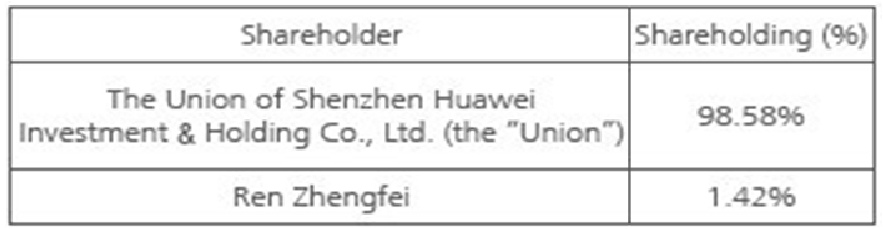 Shareholder
Shareholding (%)
The Union of Shenzhen Huawei
Investment & Holding Co., Ltd. (the “Union”)
98.58%
Ren Zhengfei
1.42%